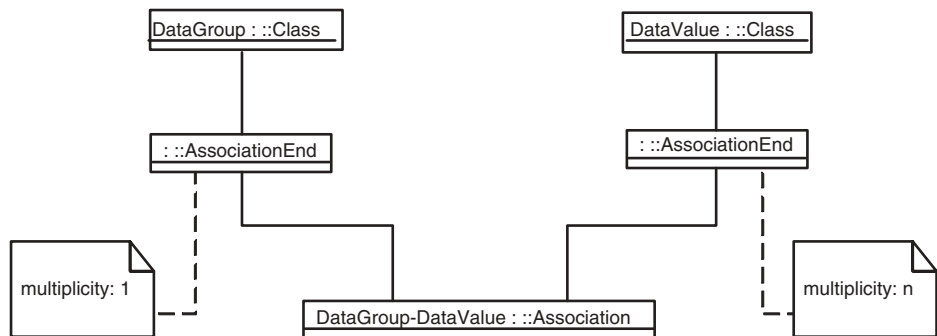 DataGroup : ::Class
DataValue : ::Class
: ::AssociationEnd
: ::AssociationEnd
multiplicity: 1
multiplicity: n
DataGroup-DataValue : ::Association